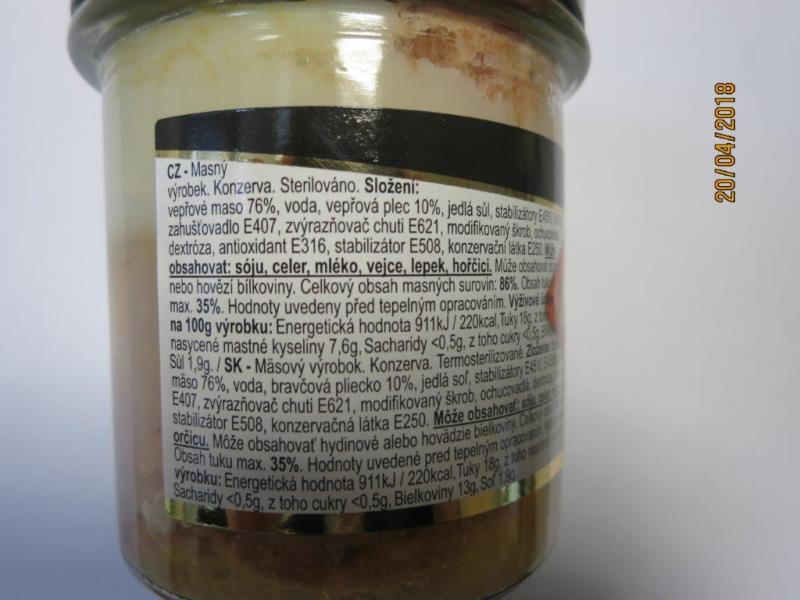 CZ - Masný
výrobek. Konzerva. Sterilováno. Složení:
vepřové maso 76%, voda, vepřová plec 10%, jedlá sůl, stabilizátory E451,
zahušťovadlo E407, zvýrazňovač chuti E621, modifikovaný škrob,
dextróza, antioxidant E316, stabilizátor E508, konzervační látka E250. Může
obsahovat: sóju, celer, mléko, vejce, lepek, hořčici. Může obsahovat
nebo hovězí bílkoviny. Celkový obsah masných surovin: 86%. Obsah
max. 35%. Hodnoty uvedeny před tepelným opracováním. Výživové
na 100g výrobku: Energetická hodnota 911kJ / 220kcal, Tuky 18g, z toho
nasycené mastné kyseliny 7,6g, Sacharidy <0,5g, z toho cukry <0,5g,
Sůl 1,9g. / SK - Mäsový výrobok. Konzerva. Termosterilizované. Zloženie:
mäso 76%, voda, bravčová pliecko 10%, jedlá soľ, stabilizátory E451,
E407, zvýrazňovač chuti E621, modifikovaný škrob, ochucovadlá,
stabilizátor E508, konzervačná látka E250. Môže obsahovať: sóju,
orčicu. Môže obsahovať hydinové alebo hovädzie bielkoviny.
Obsah tuku max. 35%. Hodnoty uvedené pred tepelným opracovaním.
výrobku: Energetická hodnota 911kJ / 220kcal, Tuky 18g, z toho
Sacharidy <0,5g, z toho cukry <0,5g, Bielkoviny 13g, Soľ 1,9g.
20/04/2018